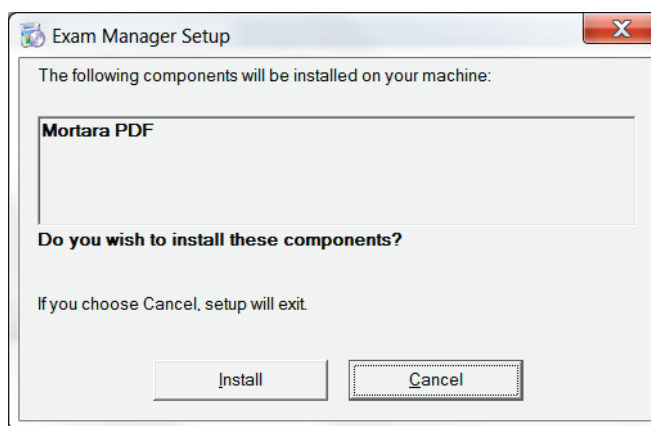 Exam Manager Setup
The following components will be installed on your machine:
Mortara PDF
Do you wish to install these components?
If you choose Cancel, setup will exit.
Install
Cancel